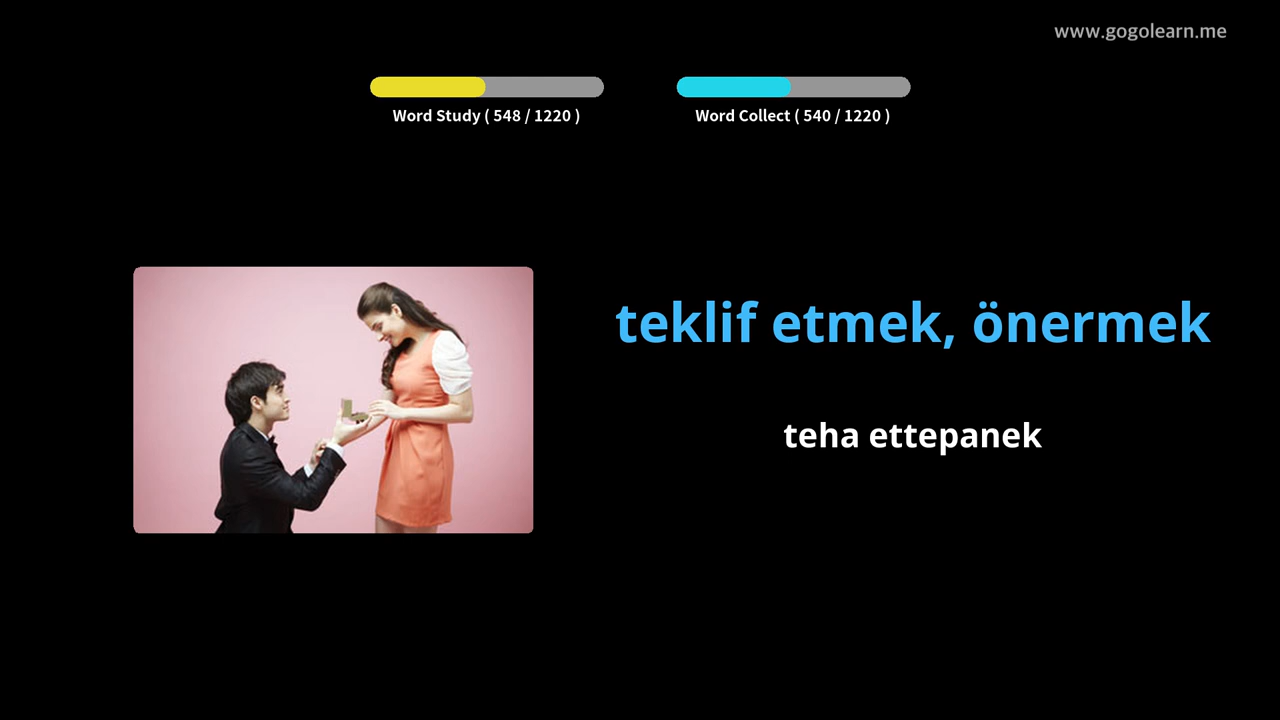 www.gogolearn.me
Word Study ( 548 / 1220 )
Word Collect ( 540 / 1220 )
teklif etmek, önermek
teha ettepanek